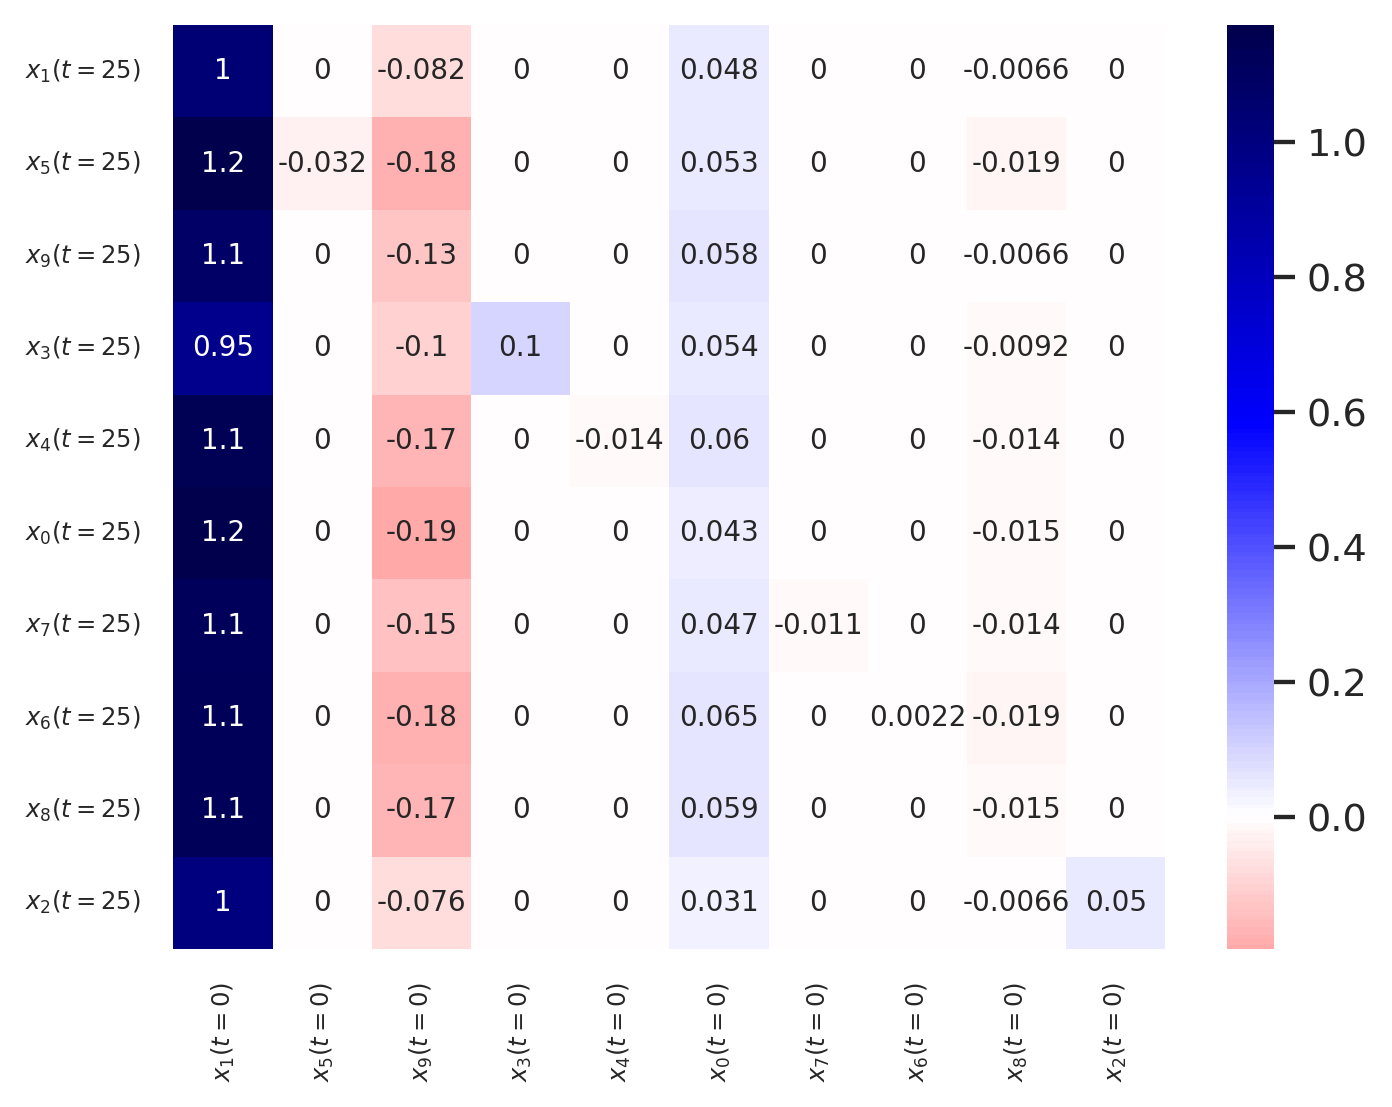 x₁(t = 25) 1 0 -0.082 0 0 0.048 0 0 -0.0066 0
x₅(t = 25) 1.2 -0.032 -0.18 0 0 0.053 0 0 -0.019 0
x₉(t = 25) 1.1 0 -0.13 0 0 0.058 0 0 -0.0066 0
x₃(t = 25) 0.95 0 -0.1 0.1 0 0.054 0 0 -0.0092 0
x₄(t = 25) 1.1 0 -0.17 0 -0.014 0.06 0 0 -0.014 0
x₀(t = 25) 1.2 0 -0.19 0 0 0.043 0 0 -0.015 0
x₇(t = 25) 1.1 0 -0.15 0 0 0.047 -0.011 0 -0.014 0
x₆(t = 25) 1.1 0 -0.18 0 0 0.065 0 0.0022 -0.019 0
x₈(t = 25) 1.1 0 -0.17 0 0 0.059 0 0 -0.015 0
x₂(t = 25) 1 0 -0.076 0 0 0.031 0 0 -0.0066 0.05
x₁(t = 0)
x₅(t = 0)
x₉(t = 0)
x₃(t = 0)
x₄(t = 0)
x₀(t = 0)
x₇(t = 0)
x₆(t = 0)
x₈(t = 0)
x₂(t = 0)
1.0
0.8
0.6
0.4
0.2
0.0